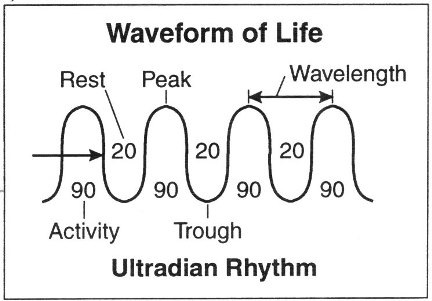 Waveform of Life
Rest Peak Wavelength
20 20 20
90 90 90 90
Activity Trough
Ultradian Rhythm